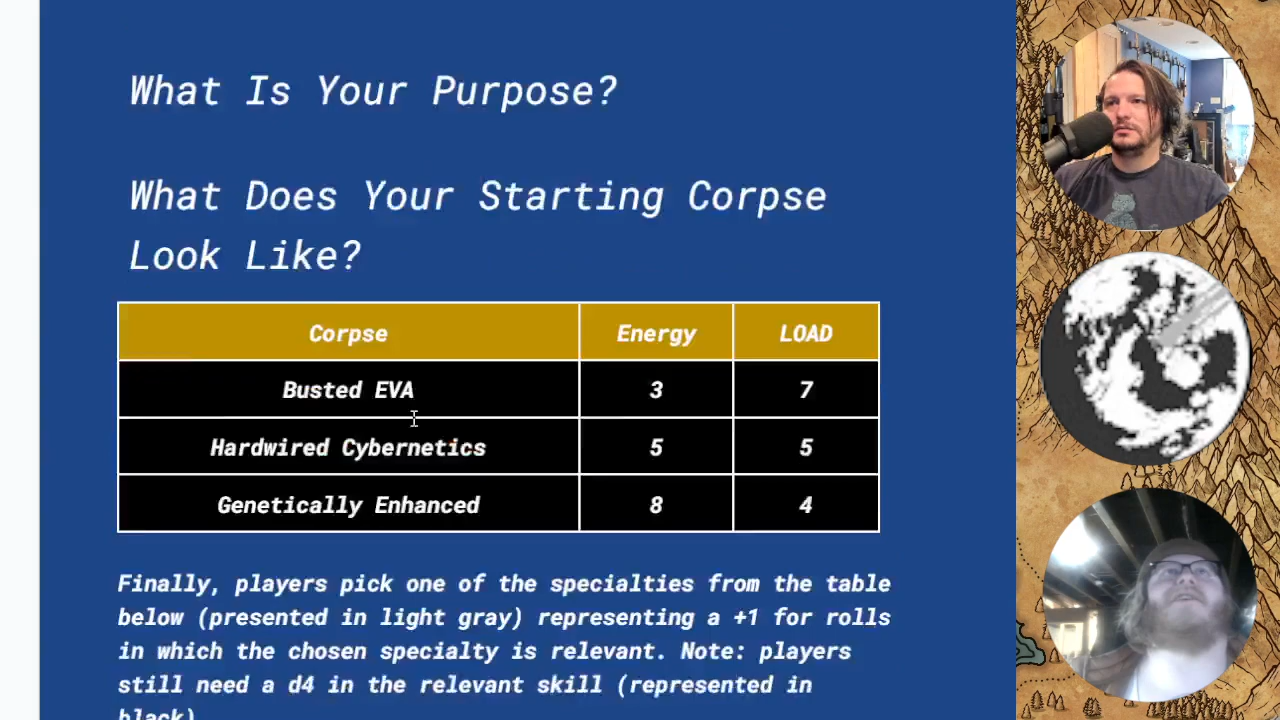 What Is Your Purpose?
What Does Your Starting Corpse
Look Like?
Corpse Energy LOAD
Busted EVA 3 7
Hardwired Cybernetics 5 5
Genetically Enhanced 8 4
Finally, players pick one of the specialties from the table
below (presented in light gray) representing a +1 for rolls
in which the chosen specialty is relevant. Note: players
still need a d4 in the relevant skill (represented in
black)